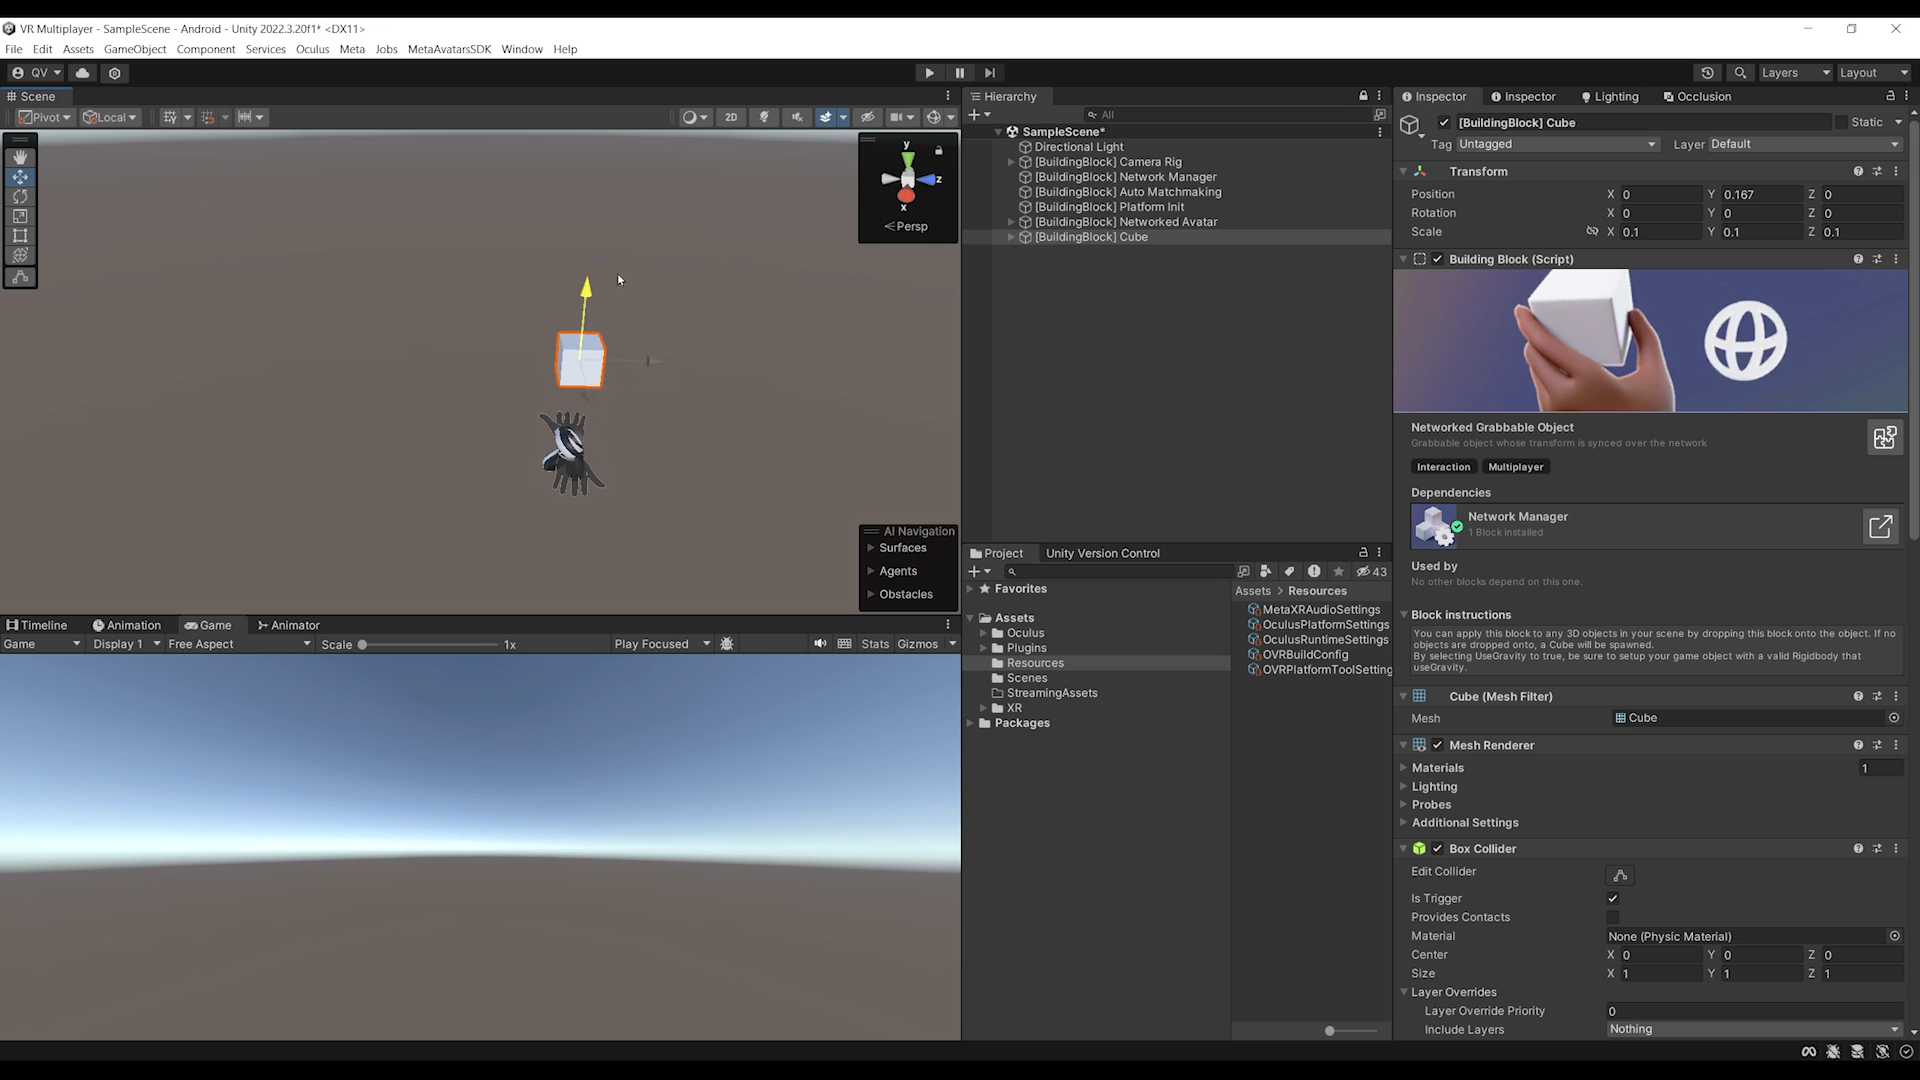 VR Multiplayer - SampleScene - Android - Unity 2022.3.20f1* <DX11>
File Edit Assets GameObject Component Services Oculus Meta Jobs MetaAvatarsSDK Window Help
QV Layers Layout
Scene
Pivot Local 2D
y
z
x
Persp
AI Navigation
Surfaces
Agents
Obstacles
Timeline Animation Game Animator
Game Display 1 Free Aspect Scale 1x Play Focused Stats Gizmos
Hierarchy
All
SampleScene*
Directional Light
[BuildingBlock] Camera Rig
[BuildingBlock] Network Manager
[BuildingBlock] Auto Matchmaking
[BuildingBlock] Platform Init
[BuildingBlock] Networked Avatar
[BuildingBlock] Cube
Project Unity Version Control
43
Favorites
Assets
Oculus
Plugins
Resources
Scenes
StreamingAssets
XR
Packages
Assets > Resources
MetaXRAudioSettings
OculusPlatformSettings
OculusRuntimeSettings
OVRBuildConfig
OVRPlatformToolSetting
Inspector Inspector Lighting Occlusion
[BuildingBlock] Cube Static
Tag Untagged Layer Default
Transform
Position X 0 Y 0.167 Z 0
Rotation X 0 Y 0 Z 0
Scale X 0.1 Y 0.1 Z 0.1
Building Block (Script)
Networked Grabbable Object
Grabbable object whose transform is synced over the network
Interaction Multiplayer
Dependencies
Network Manager
1 Block installed
Used by
No other blocks depend on this one.
Block instructions
You can apply this block to any 3D objects in your scene by dropping this block onto the object. If no
objects are dropped onto, a Cube will be spawned.
By selecting UseGravity to true, be sure to setup your game object with a valid Rigidbody that
useGravity.
Cube (Mesh Filter)
Mesh Cube
Mesh Renderer
Materials 1
Lighting
Probes
Additional Settings
Box Collider
Edit Collider
Is Trigger
Provides Contacts
Material None (Physic Material)
Center X 0 Y 0 Z 0
Size X 1 Y 1 Z 1
Layer Overrides
Layer Override Priority 0
Include Layers Nothing